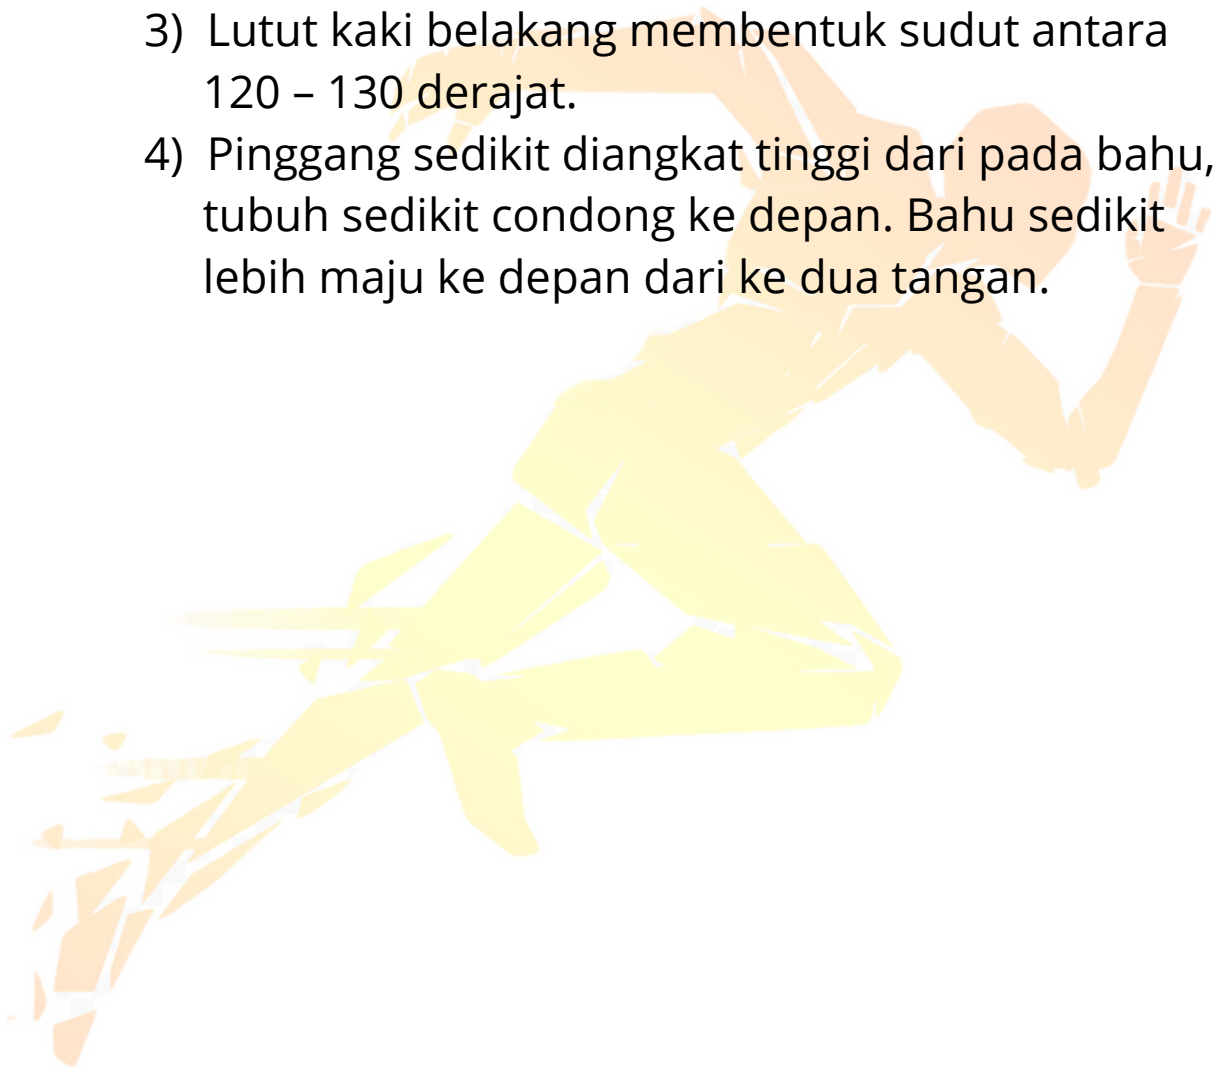 3) Lutut kaki belakang membentuk sudut antara
120 – 130 derajat.
4) Pinggang sedikit diangkat tinggi dari pada bahu,
tubuh sedikit condong ke depan. Bahu sedikit
lebih maju ke depan dari ke dua tangan.